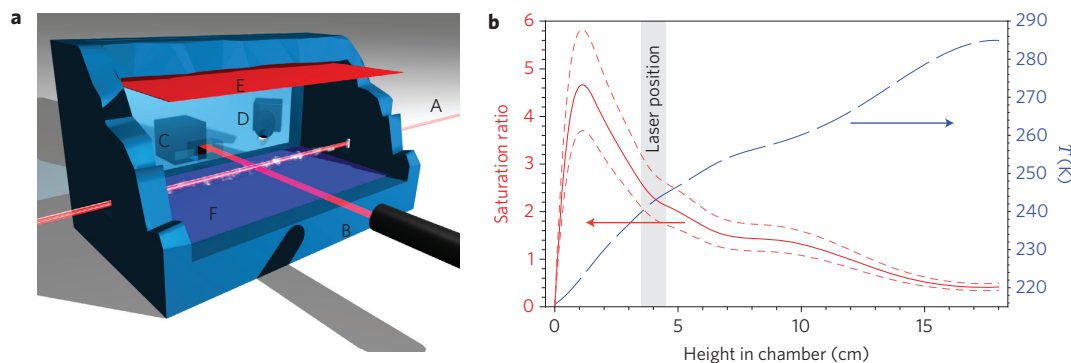 a
A
B
C
D
E
F
b
Saturation ratio
6
5
4
3
2
1
0
Laser position
290
285
280
270
260
250
240
230
220
T (K)
0
5
10
15
Height in chamber (cm)